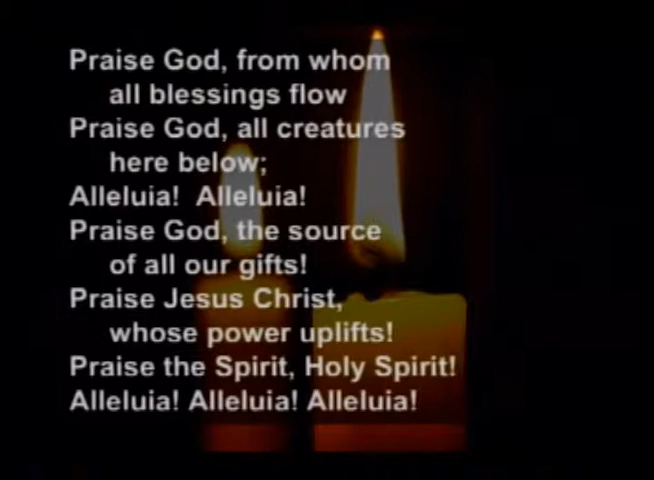 Praise God, from whom
all blessings flow
Praise God, all creatures
here below;
Alleluia!  Alleluia!
Praise God, the source
of all our gifts!
Praise Jesus Christ,
whose power uplifts!
Praise the Spirit, Holy Spirit!
Alleluia! Alleluia! Alleluia!